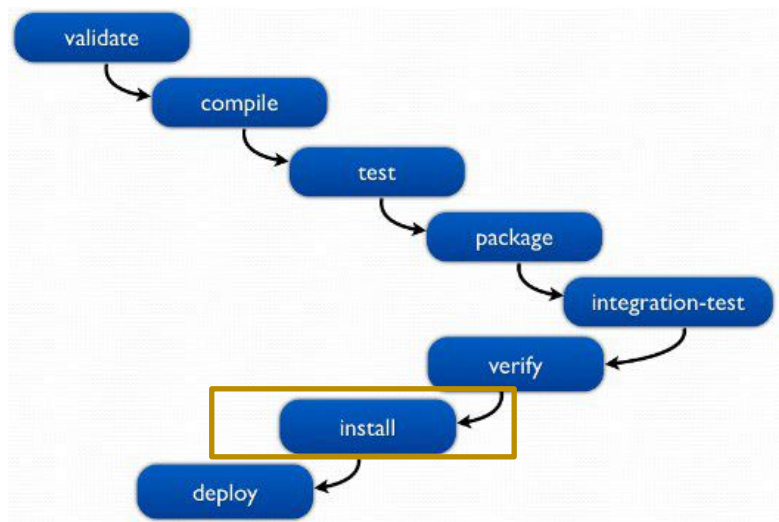 validate
compile
test
package
integration-test
verify
install
deploy